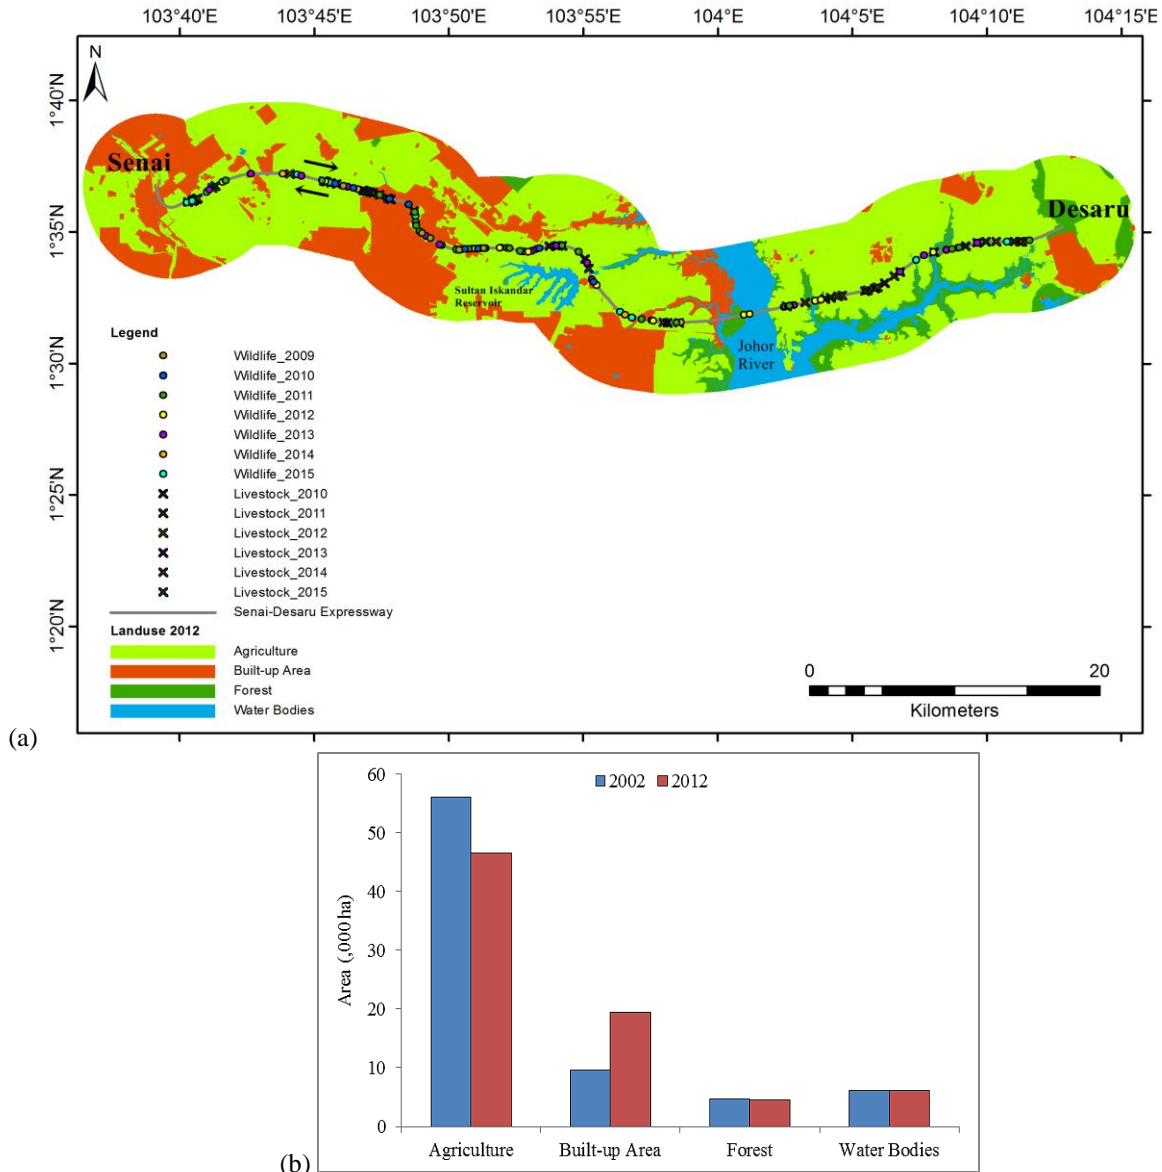 103°40'E 103°45'E 103°50'E 103°55'E 104°E 104°5'E 104°10'E 104°15'E
N
1°40'N
1°35'N
1°30'N
1°25'N
1°20'N
Senai
Desaru
Sultan Iskandar
Reservoir
Johor
River
Legend
Wildlife_2009
Wildlife_2010
Wildlife_2011
Wildlife_2012
Wildlife_2013
Wildlife_2014
Wildlife_2015
Livestock_2010
Livestock_2011
Livestock_2012
Livestock_2013
Livestock_2014
Livestock_2015
Senai-Desaru Expressway
Landuse 2012
Agriculture
Built-up Area
Forest
Water Bodies
0 20
Kilometers
(a)
2002 2012
60
50
40
30
20
10
0
Area (,000 ha)
Agriculture Built-up Area Forest Water Bodies
(b)